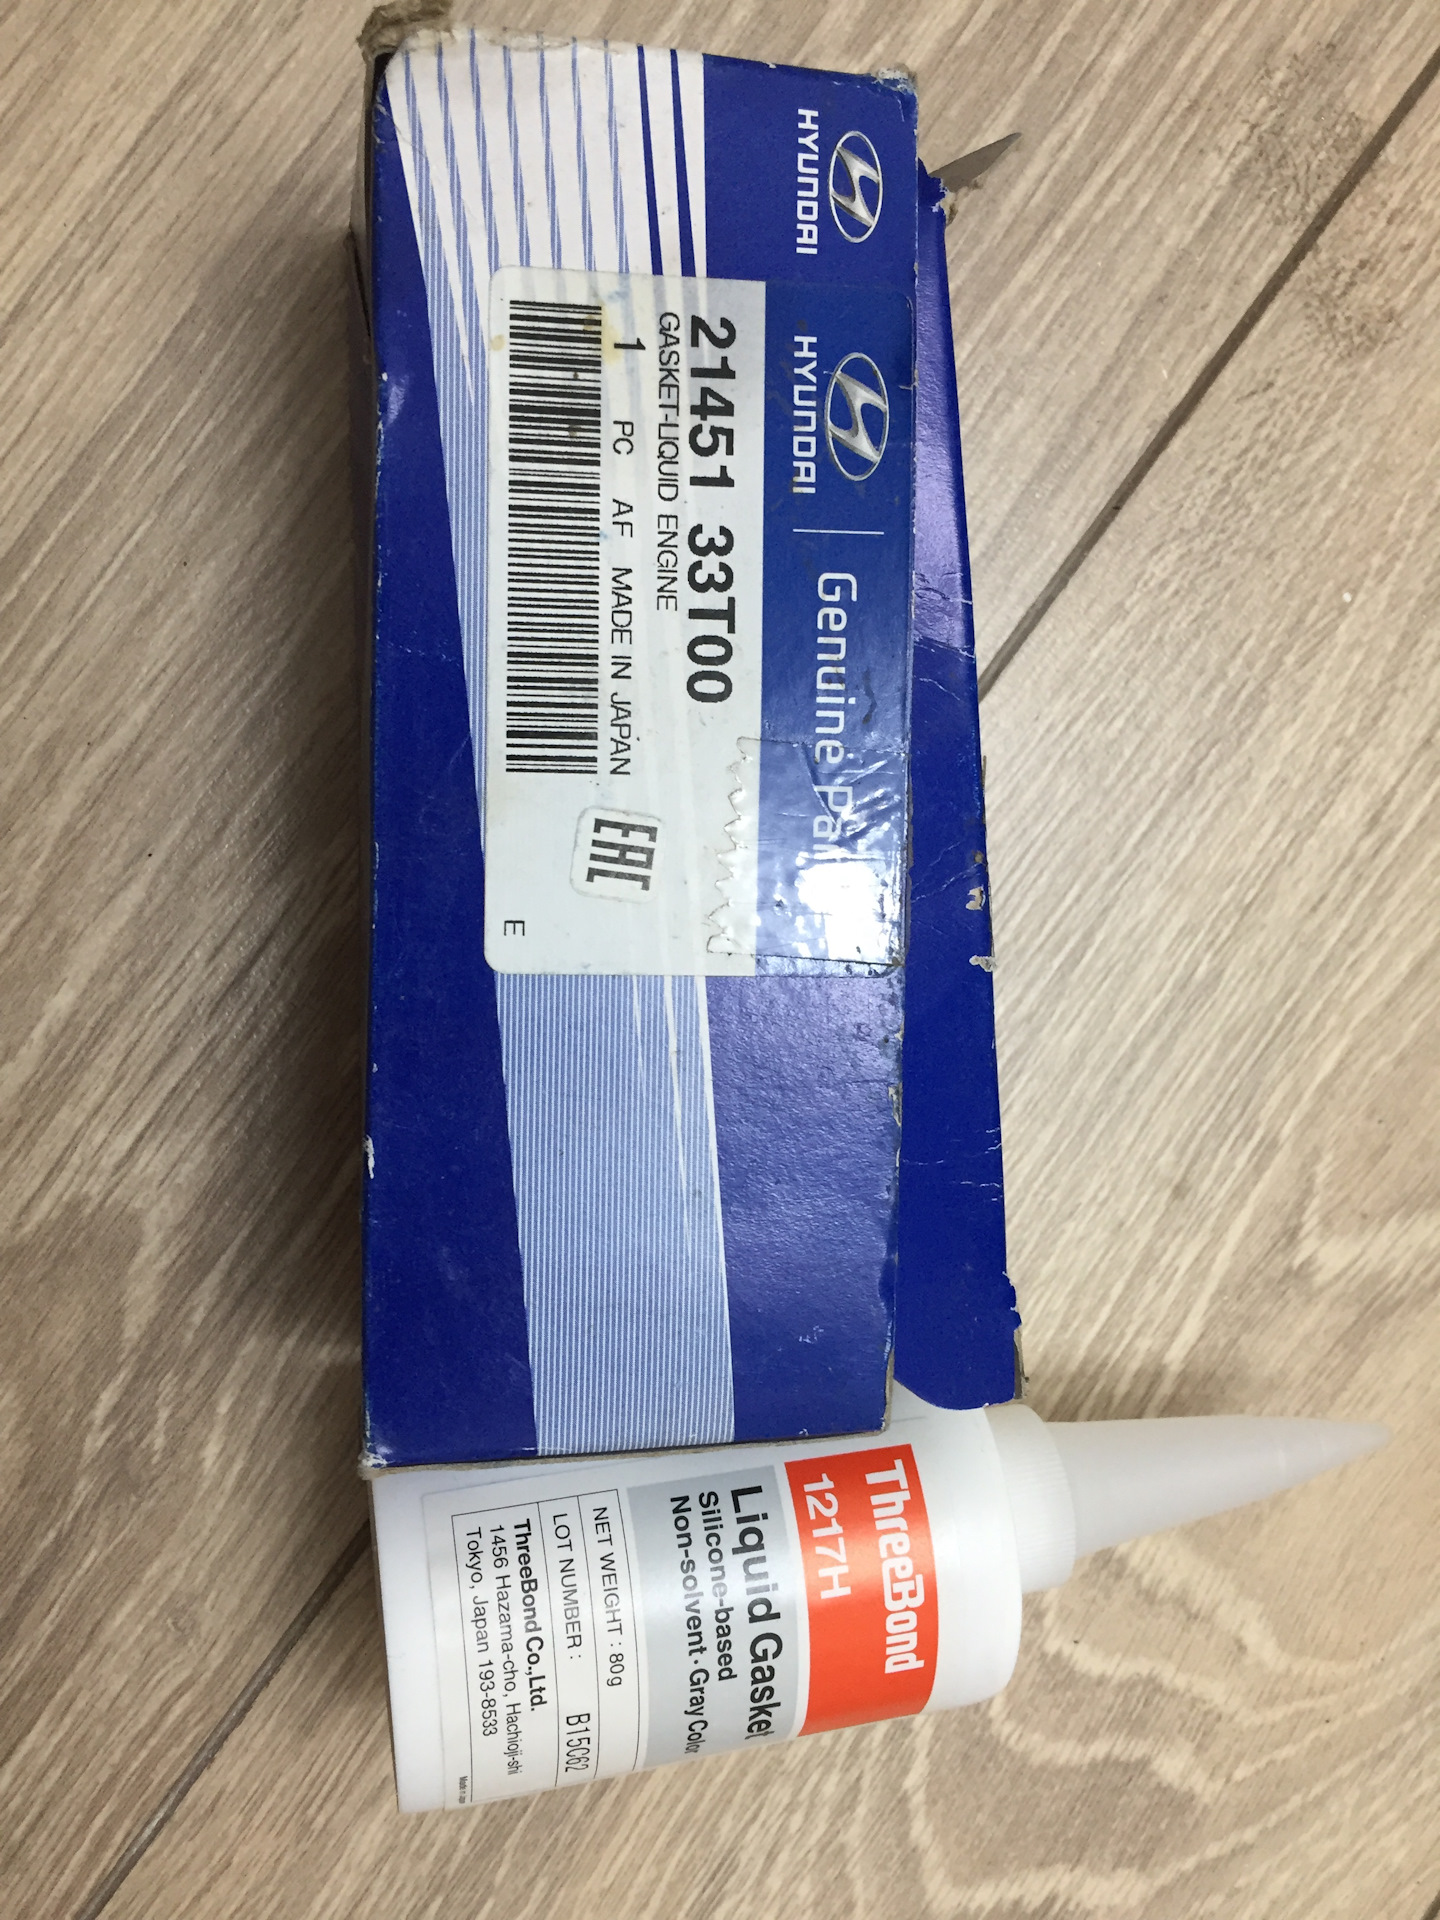 HYUNDAI
HYUNDAI
Genuine Par
21451 33T00
GASKET-LIQUID ENGINE
1 PC AF MADE IN JAPAN
EAC
E
ThreeBond
1217H
Liquid Gasket
Silicone-based
Non-solvent·Gray Color
NET WEIGHT : 80g
LOT NUMBER : B15C62
ThreeBond Co.,Ltd.
1456 Hazama-cho, Hachioji-shi
Tokyo, Japan 193-8533